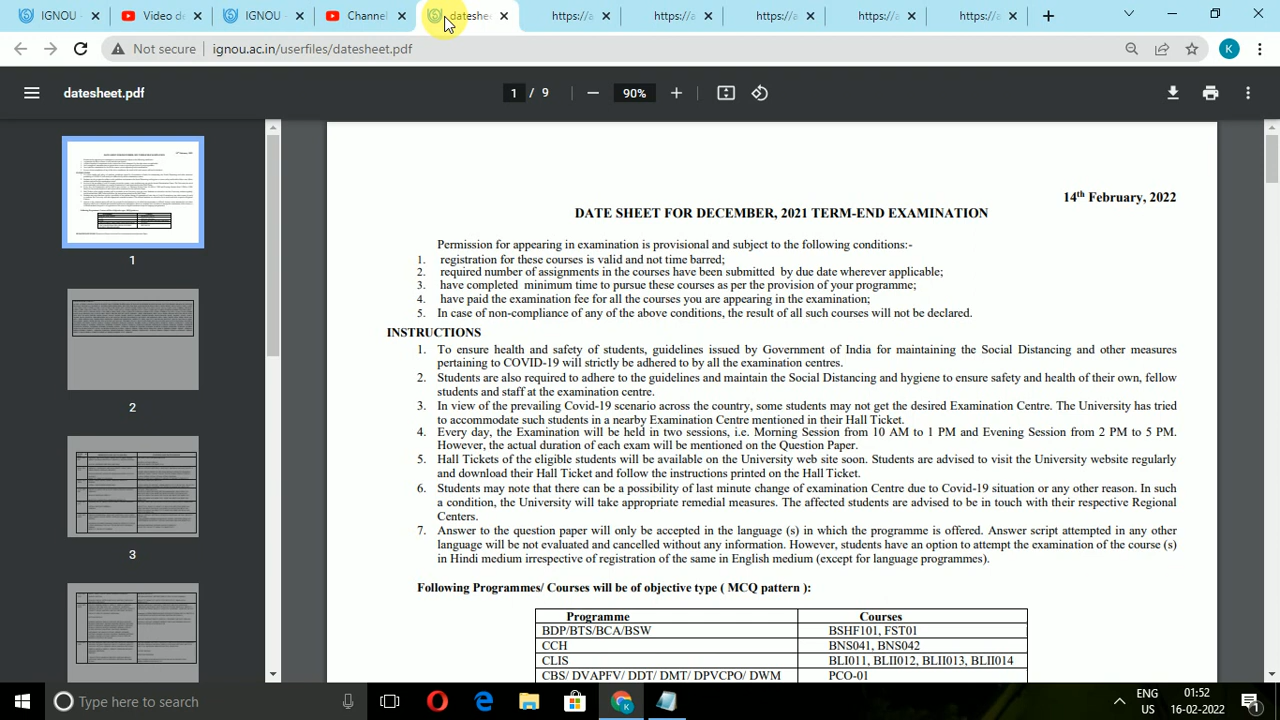 IGNOU
Video de
IGNOU -
Channel
datesheet
https://a
https://a
https://a
https://a
https://a
Not secure
ignou.ac.in/userfiles/datesheet.pdf
K
datesheet.pdf
1 / 9
90%
14th February, 2022
DATE SHEET FOR DECEMBER, 2021 TERM-END EXAMINATION
Permission for appearing in examination is provisional and subject to the following conditions:-
1. registration for these courses is valid and not time barred;
2. required number of assignments in the courses have been submitted by due date wherever applicable;
3. have completed minimum time to pursue these courses as per the provision of your programme;
4. have paid the examination fee for all the courses you are appearing in the examination;
5. In case of non-compliance of any of the above conditions, the result of all such courses will not be declared.
INSTRUCTIONS
1. To ensure health and safety of students, guidelines issued by Government of India for maintaining the Social Distancing and other measures
pertaining to COVID-19 will strictly be adhered to by all the examination centres.
2. Students are also required to adhere to the guidelines and maintain the Social Distancing and hygiene to ensure safety and health of their own, fellow
students and staff at the examination centre.
3. In view of the prevailing Covid-19 scenario across the country, some students may not get the desired Examination Centre. The University has tried
to accommodate such students in a nearby Examination Centre mentioned in their Hall Ticket.
4. Every day, the Examination will be held in two sessions, i.e. Morning Session from 10 AM to 1 PM and Evening Session from 2 PM to 5 PM.
However, the actual duration of each exam will be mentioned on the Question Paper.
5. Hall Tickets of the eligible students will be available on the University web site soon. Students are advised to visit the University website regularly
and download their Hall Ticket and follow the instructions printed on the Hall Ticket.
6. Students may note that there can be a possibility of last minute change of examination Centre due to Covid-19 situation or any other reason. In such
a condition, the University will take appropriate remedial measures. The affected students are advised to be in touch with their respective Regional
Centers.
7. Answer to the question paper will only be accepted in the language (s) in which the programme is offered. Answer script attempted in any other
language will be not evaluated and cancelled without any information. However, students have an option to attempt the examination of the course (s)
in Hindi medium irrespective of registration of the same in English medium (except for language programmes).
Following Programmes/ Courses will be of objective type ( MCQ pattern ):
Programme Courses
BDP/BTS/BCA/BSW BSHF101, FST01
CCH BNS041, BNS042
CLIS BLI011, BLII012, BLII013, BLII014
CBS/ DVAPFV/ DDT/ DMT/ DPVCPO/ DWM PCO-01
1
2
3
Type here to search
ENG
US
01:52
16-02-2022
1